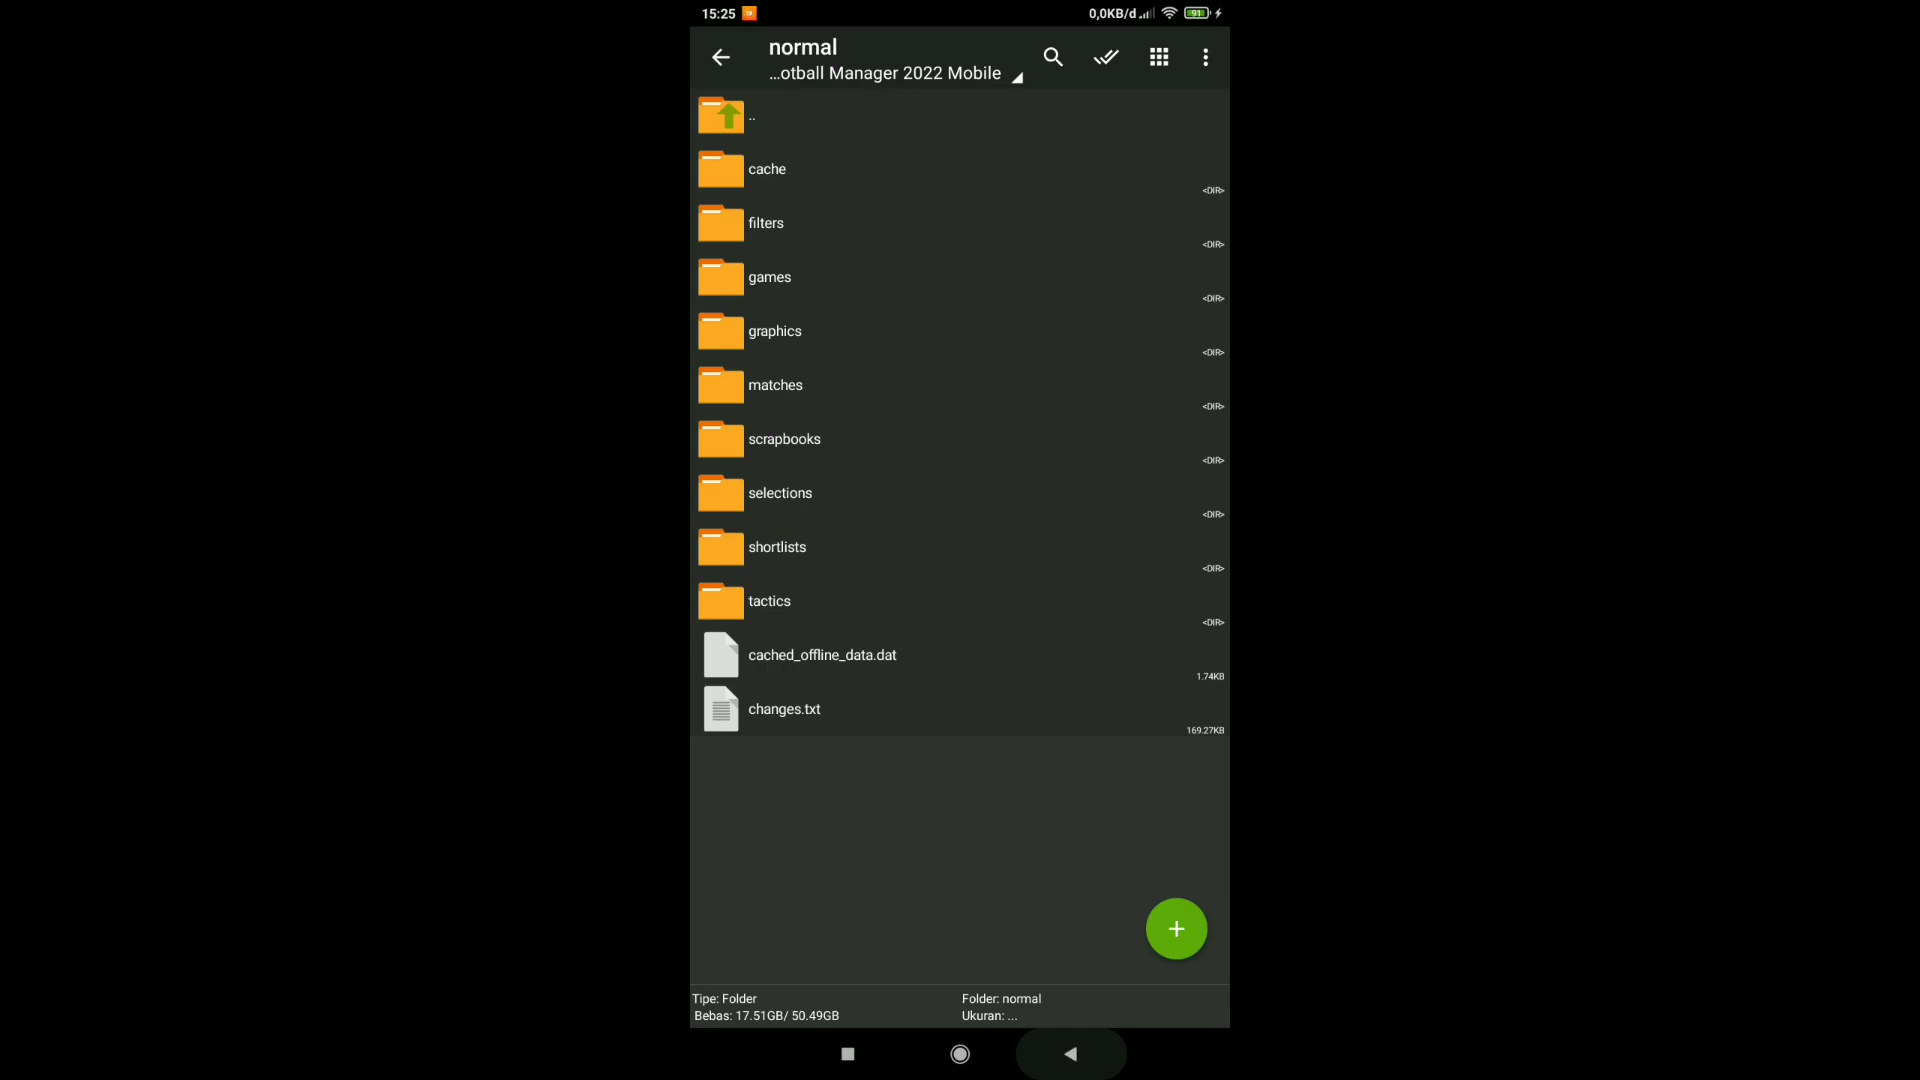 15:25
0,0KB/d
91
normal
...otball Manager 2022 Mobile
..
cache
<DIR>
filters
<DIR>
games
<DIR>
graphics
<DIR>
matches
<DIR>
scrapbooks
<DIR>
selections
<DIR>
shortlists
<DIR>
tactics
<DIR>
cached_offline_data.dat
1.74KB
changes.txt
169.27KB
Tipe: Folder
Folder: normal
Bebas: 17.51GB/ 50.49GB
Ukuran: ...